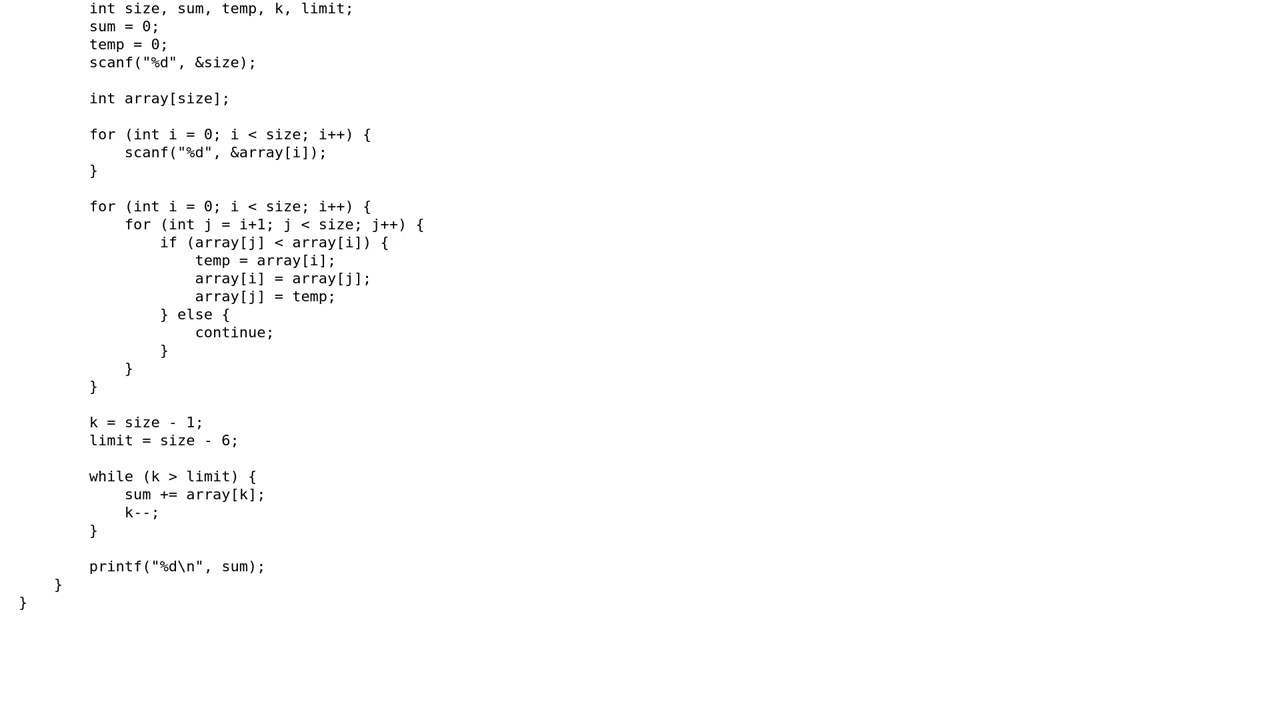 int size, sum, temp, k, limit;
sum = 0;
temp = 0;
scanf("%d", &size);
int array[size];
for (int i = 0; i < size; i++) {
scanf("%d", &array[i]);
}
for (int i = 0; i < size; i++) {
for (int j = i+1; j < size; j++) {
if (array[j] < array[i]) {
temp = array[i];
array[i] = array[j];
array[j] = temp;
} else {
continue;
}
}
}
k = size - 1;
limit = size - 6;
while (k > limit) {
sum += array[k];
k--;
}
printf("%d\n", sum);
}
}